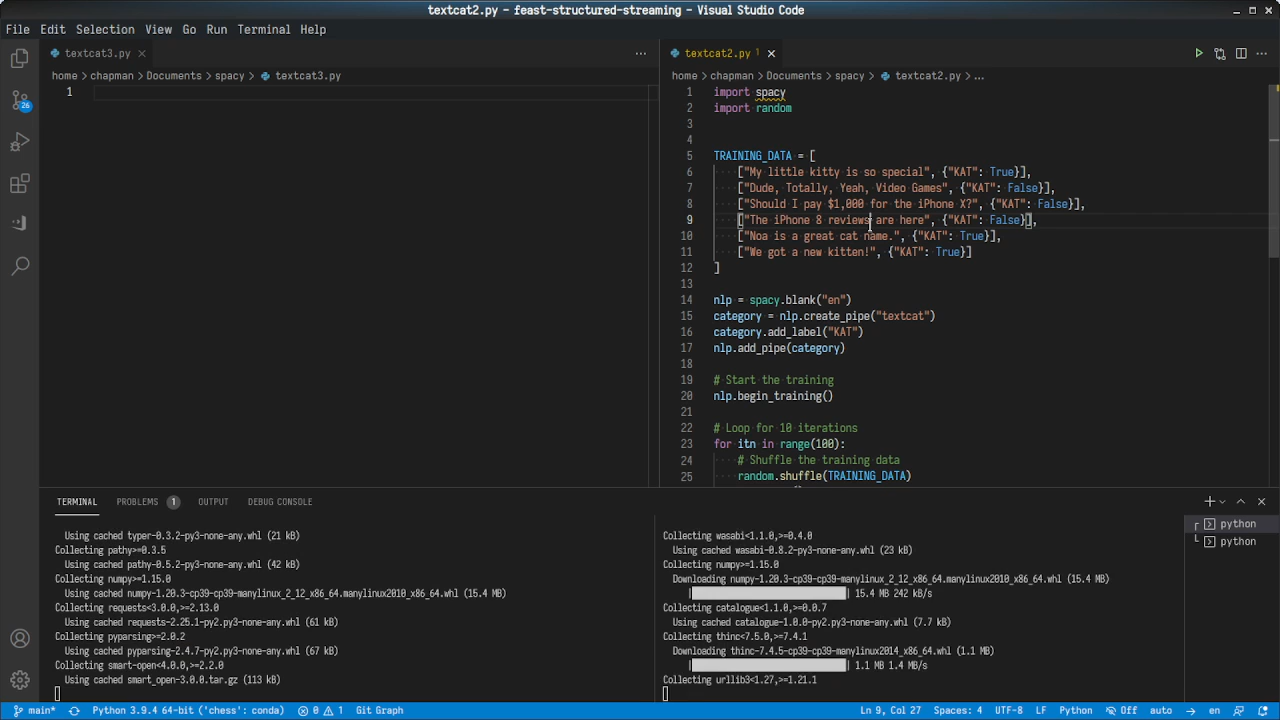 textcat2.py - feast-structured-streaming - Visual Studio Code
File Edit Selection View Go Run Terminal Help
textcat3.py
home > chapman > Documents > spacy > textcat3.py
1
26
textcat2.py 1
home > chapman > Documents > spacy > textcat2.py > ...
1 import spacy
2 import random
3
4
5 TRAINING_DATA = [
6 ["My little kitty is so special", {"KAT": True}],
7 ["Dude, Totally, Yeah, Video Games", {"KAT": False}],
8 ["Should I pay $1,000 for the iPhone X?", {"KAT": False}],
9 ["The iPhone 8 reviews are here", {"KAT": False}],
10 ["Noa is a great cat name.", {"KAT": True}],
11 ["We got a new kitten!", {"KAT": True}]
12 ]
13
14 nlp = spacy.blank("en")
15 category = nlp.create_pipe("textcat")
16 category.add_label("KAT")
17 nlp.add_pipe(category)
18
19 # Start the training
20 nlp.begin_training()
21
22 # Loop for 10 iterations
23 for itn in range(100):
24 # Shuffle the training data
25 random.shuffle(TRAINING_DATA)
TERMINAL PROBLEMS 1 OUTPUT DEBUG CONSOLE
Using cached typer-0.3.2-py3-none-any.whl (21 kB)
Collecting pathy>=0.3.5
Using cached pathy-0.5.2-py3-none-any.whl (42 kB)
Collecting numpy>=1.15.0
Using cached numpy-1.20.3-cp39-cp39-manylinux_2_12_x86_64.manylinux2010_x86_64.whl (15.4 MB)
Collecting requests<3.0.0,>=2.13.0
Using cached requests-2.25.1-py2.py3-none-any.whl (61 kB)
Collecting pyparsing>=2.0.2
Using cached pyparsing-2.4.7-py2.py3-none-any.whl (67 kB)
Collecting smart-open<4.0.0,>=2.2.0
Using cached smart_open-3.0.0.tar.gz (113 kB)
Collecting wasabi<1.1.0,>=0.4.0
Using cached wasabi-0.8.2-py3-none-any.whl (23 kB)
Collecting numpy>=1.15.0
Downloading numpy-1.20.3-cp39-cp39-manylinux_2_12_x86_64.manylinux2010_x86_64.whl (15.4 MB)
15.4 MB 242 kB/s
Collecting catalogue<1.1.0,>=0.0.7
Using cached catalogue-1.0.0-py2.py3-none-any.whl (7.7 kB)
Collecting thinc<7.5.0,>=7.4.1
Downloading thinc-7.4.5-cp39-cp39-manylinux2014_x86_64.whl (1.1 MB)
1.1 MB 1.4 MB/s
Collecting urllib3<1.27,>=1.21.1
python
python
main* Python 3.9.4 64-bit ('chess': conda) 0 1 Git Graph Ln 9, Col 27 Spaces: 4 UTF-8 LF Python Off auto en